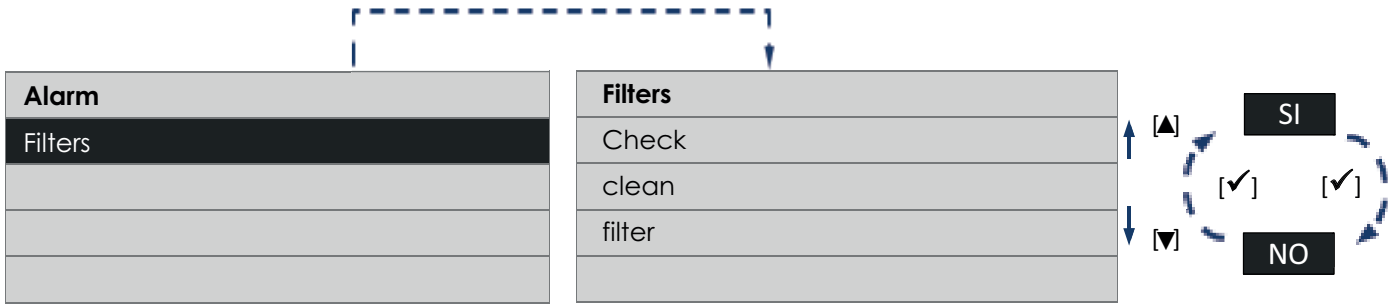 Alarm
Filters
Filters
Check
clean
filter
[▲]
[▼]
SI
[✔]
[✔]
NO